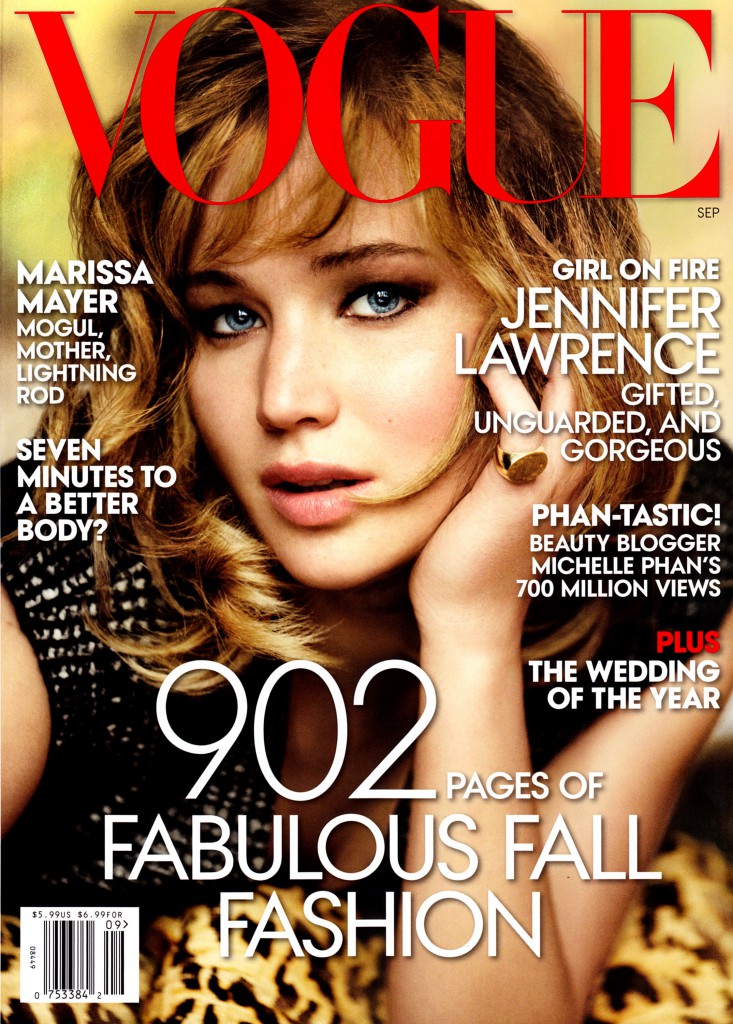 VOGUE
SEP
MARISSA
MAYER
MOGUL,
MOTHER,
LIGHTNING
ROD
SEVEN
MINUTES TO
A BETTER
BODY?
GIRL ON FIRE
JENNIFER
LAWRENCE
GIFTED,
UNGUARDED, AND
GORGEOUS
PHAN-TASTIC!
BEAUTY BLOGGER
MICHELLE PHAN'S
700 MILLION VIEWS
PLUS
THE WEDDING
OF THE YEAR
902 PAGES OF
FABULOUS FALL
FASHION
$5.99US $6.99FOR
09>
08449
0 753384 2